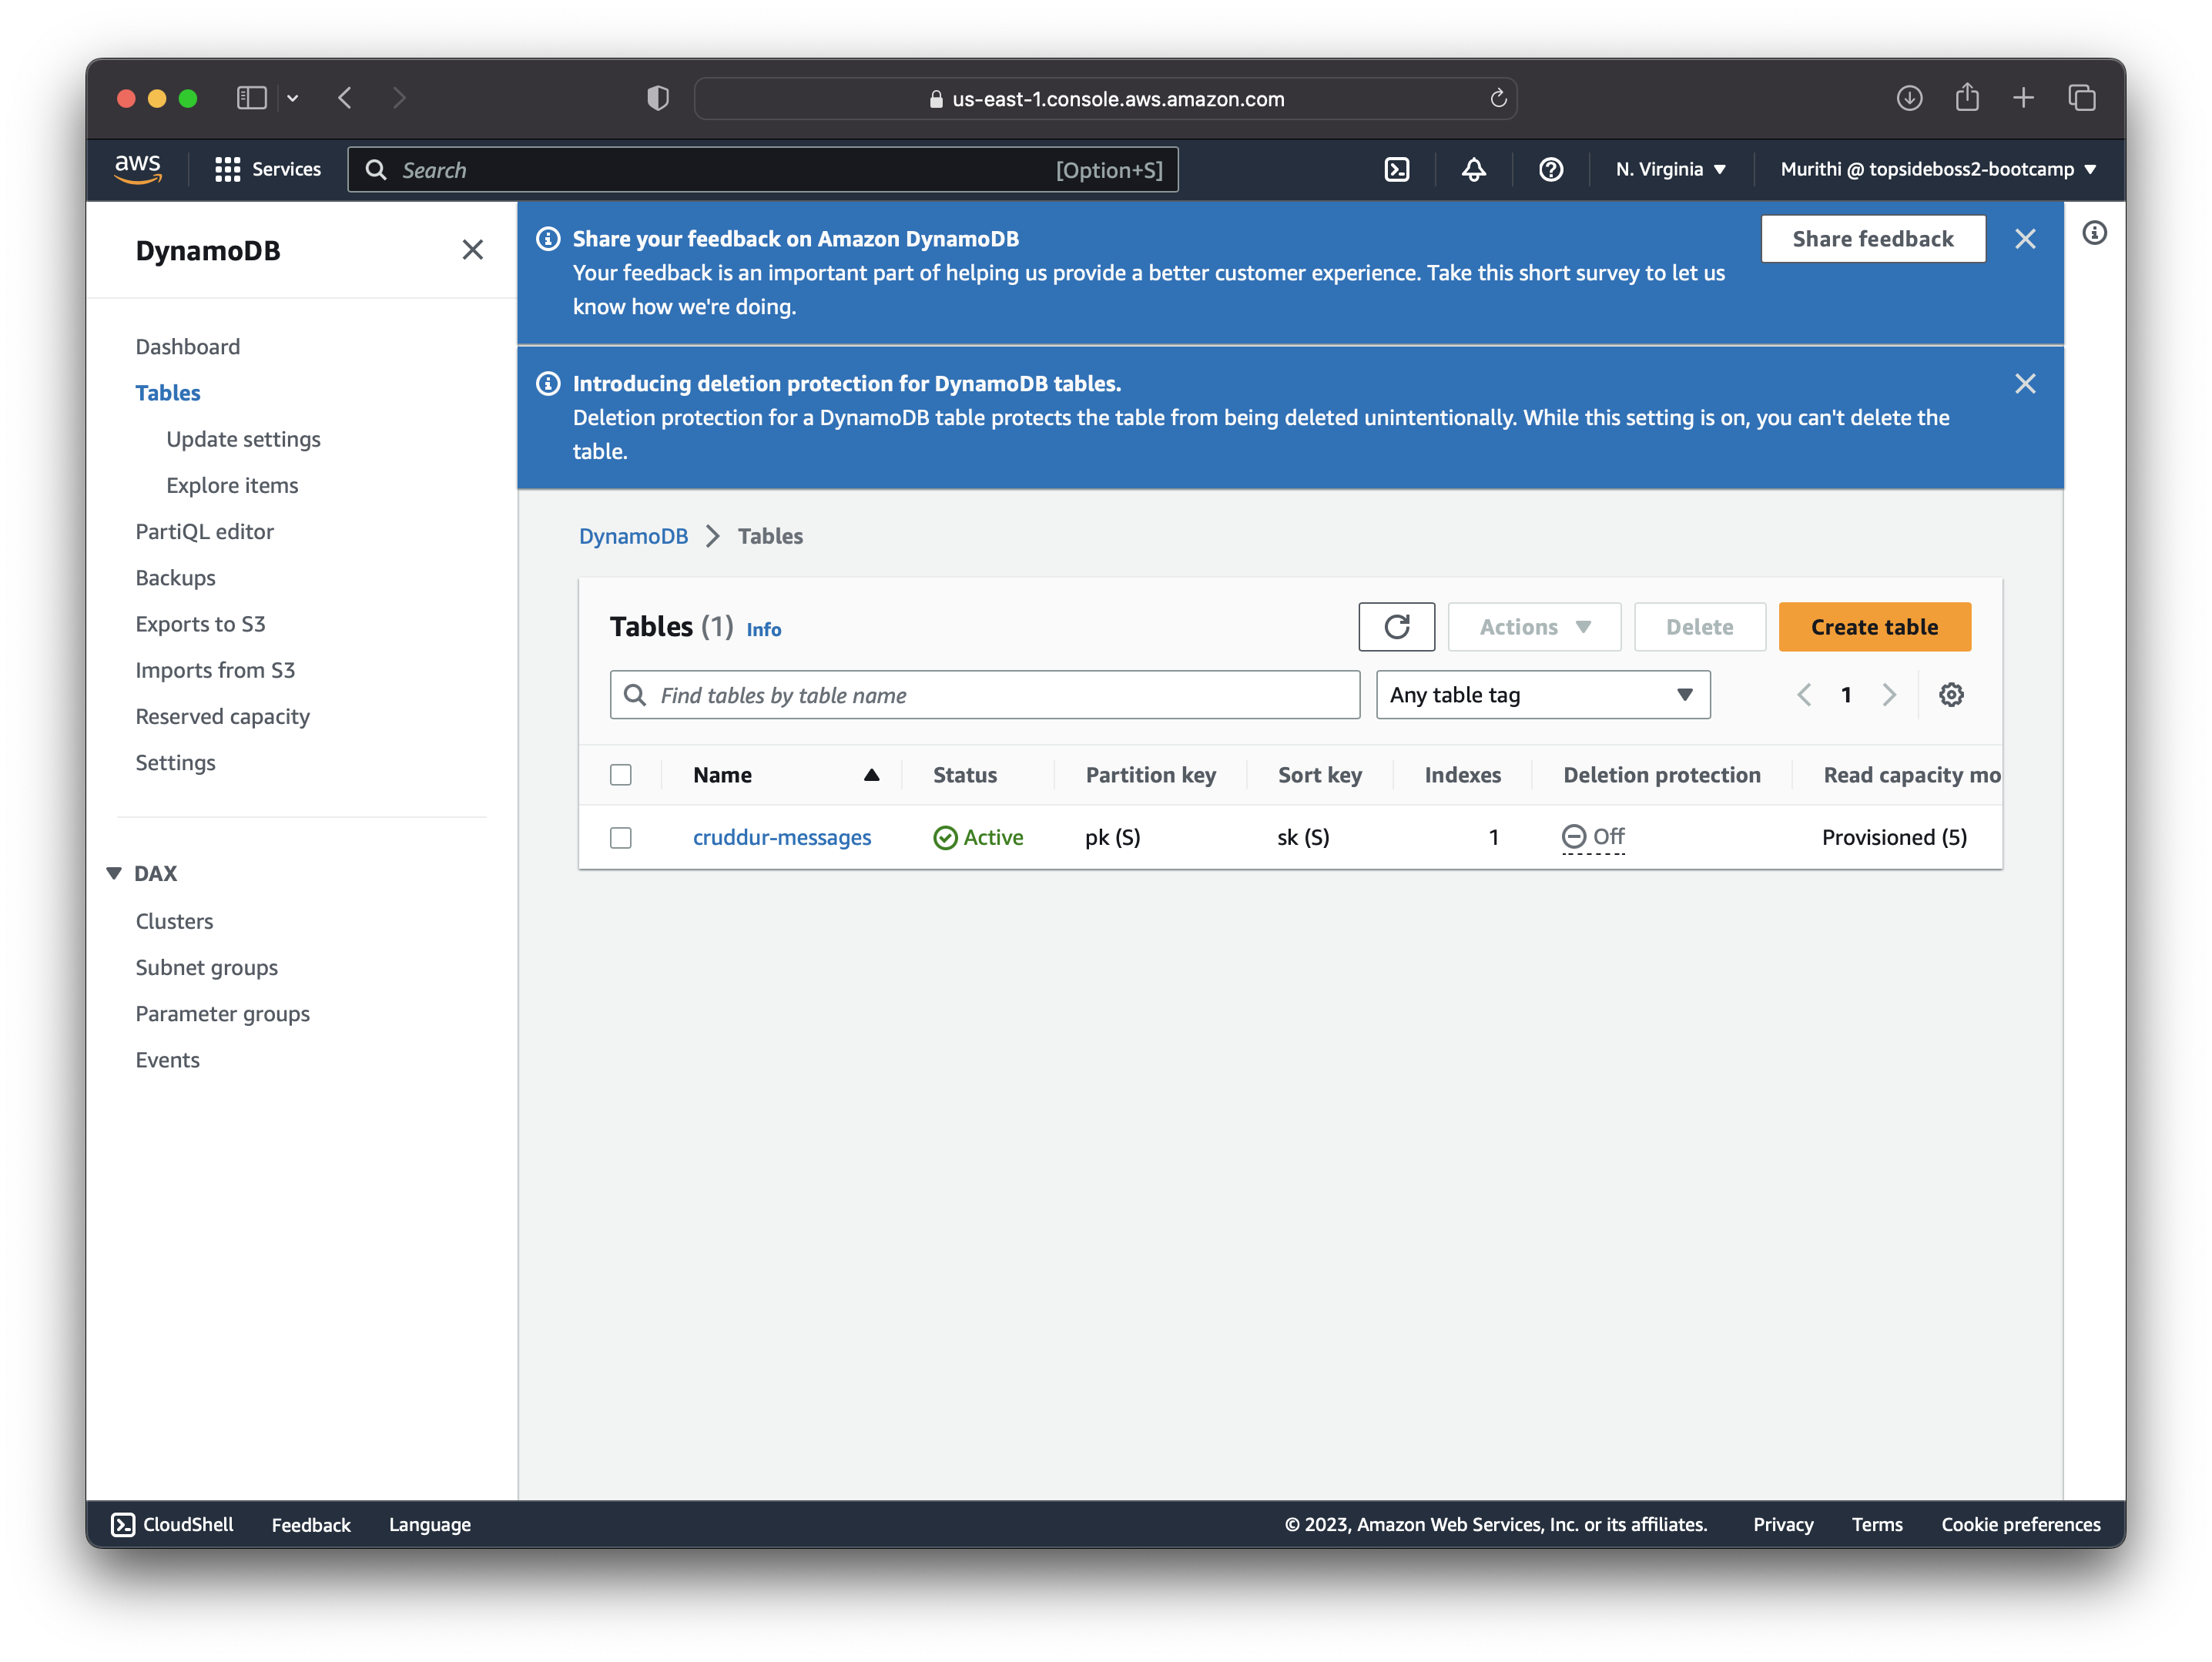 us-east-1.console.aws.amazon.com
aws
Services
Search
[Option+S]
N. Virginia
Murithi @ topsideboss2-bootcamp
DynamoDB
Dashboard
Tables
Update settings
Explore items
PartiQL editor
Backups
Exports to S3
Imports from S3
Reserved capacity
Settings
DAX
Clusters
Subnet groups
Parameter groups
Events
Share your feedback on Amazon DynamoDB
Your feedback is an important part of helping us provide a better customer experience. Take this short survey to let us
know how we're doing.
Share feedback
Introducing deletion protection for DynamoDB tables.
Deletion protection for a DynamoDB table protects the table from being deleted unintentionally. While this setting is on, you can't delete the
table.
DynamoDB Tables
Tables (1) Info
Actions
Delete
Create table
Find tables by table name
Any table tag
1
Name Status Partition key Sort key Indexes Deletion protection Read capacity mo
cruddur-messages Active pk (S) sk (S) 1 Off Provisioned (5)
CloudShell Feedback Language © 2023, Amazon Web Services, Inc. or its affiliates. Privacy Terms Cookie preferences